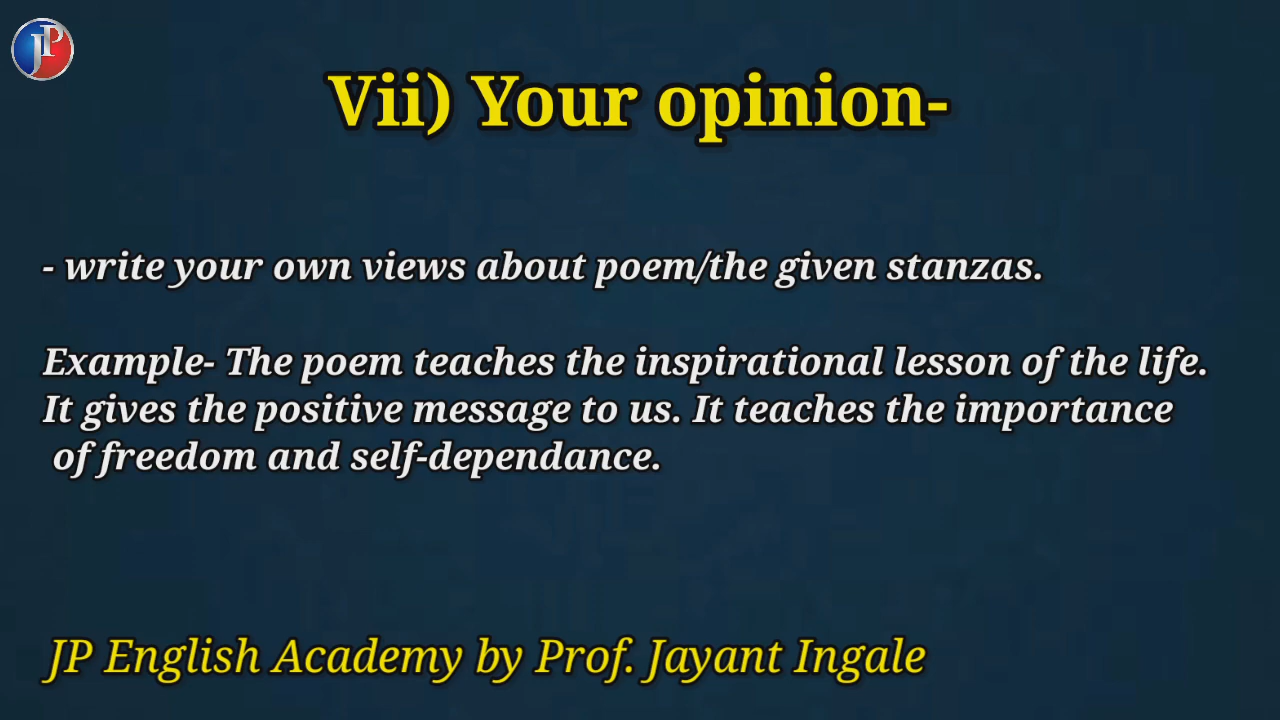 JP
Vii) Your opinion-
- write your own views about poem/the given stanzas.
Example- The poem teaches the inspirational lesson of the life.
It gives the positive message to us. It teaches the importance
of freedom and self-dependance.
JP English Academy by Prof. Jayant Ingale